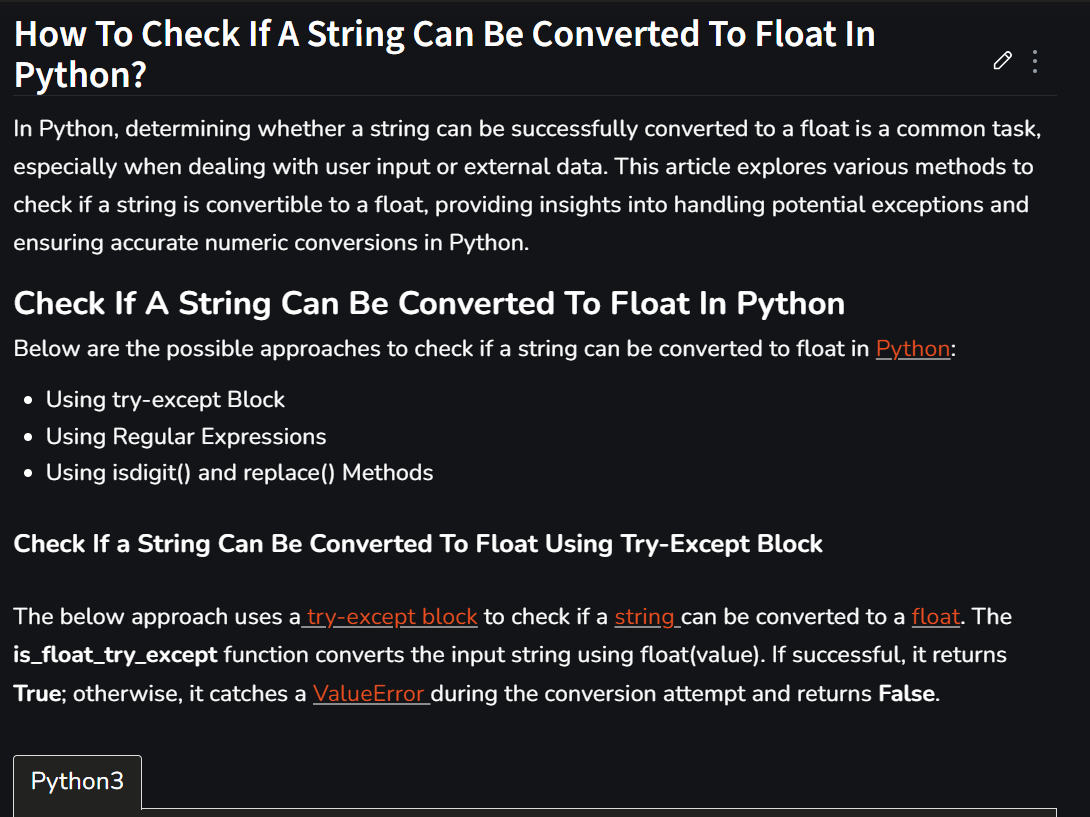 How To Check If A String Can Be Converted To Float In
Python?
In Python, determining whether a string can be successfully converted to a float is a common task,
especially when dealing with user input or external data. This article explores various methods to
check if a string is convertible to a float, providing insights into handling potential exceptions and
ensuring accurate numeric conversions in Python.
Check If A String Can Be Converted To Float In Python
Below are the possible approaches to check if a string can be converted to float in Python:
• Using try-except Block
• Using Regular Expressions
• Using isdigit() and replace() Methods
Check If a String Can Be Converted To Float Using Try-Except Block
The below approach uses a try-except block to check if a string can be converted to a float. The
is_float_try_except function converts the input string using float(value). If successful, it returns
True; otherwise, it catches a ValueError during the conversion attempt and returns False.
Python3